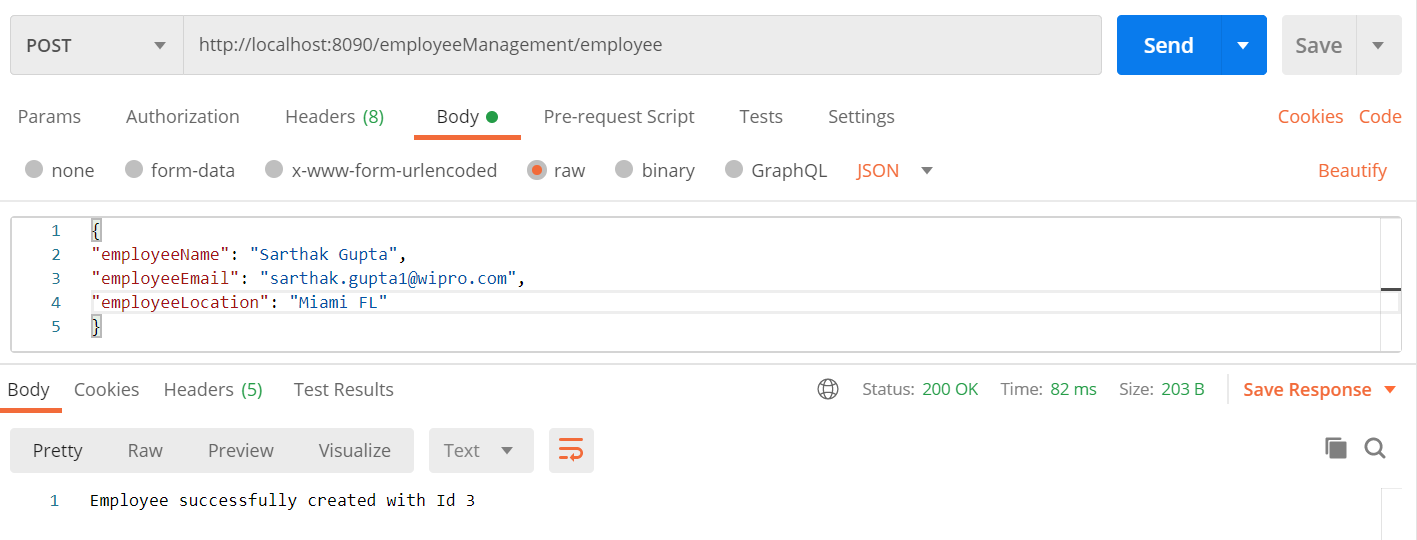 POST http://localhost:8090/employeeManagement/employee Send Save
Params Authorization Headers (8) Body Pre-request Script Tests Settings Cookies Code
none form-data x-www-form-urlencoded raw binary GraphQL JSON Beautify
1 {
2 "employeeName": "Sarthak Gupta",
3 "employeeEmail": "sarthak.gupta1@wipro.com",
4 "employeeLocation": "Miami FL"
5 }
Body Cookies Headers (5) Test Results Status: 200 OK Time: 82 ms Size: 203 B Save Response
Pretty Raw Preview Visualize Text
1 Employee successfully created with Id 3